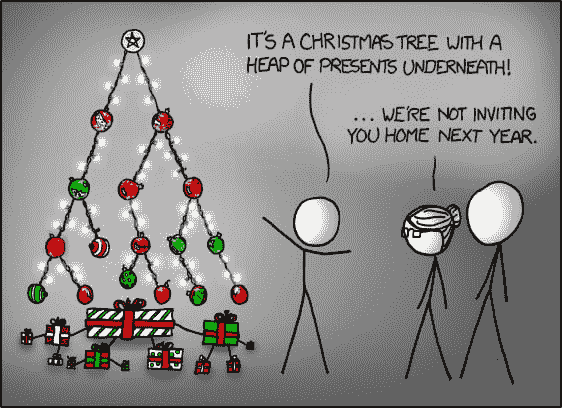 IT'S A CHRISTMAS TREE WITH A
HEAP OF PRESENTS UNDERNEATH!
... WE'RE NOT INVITING
YOU HOME NEXT YEAR.